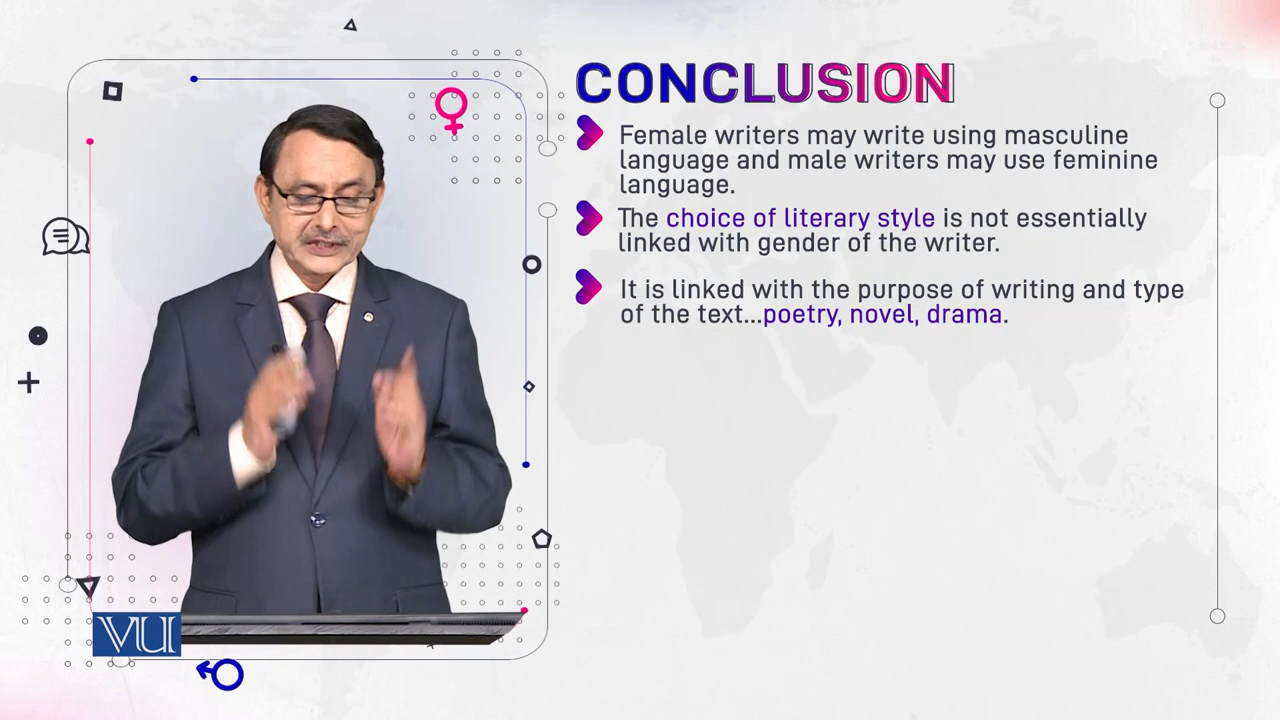 CONCLUSION
Female writers may write using masculine
language and male writers may use feminine
language.
The choice of literary style is not essentially
linked with gender of the writer.
It is linked with the purpose of writing and type
of the text...poetry, novel, drama.
VU